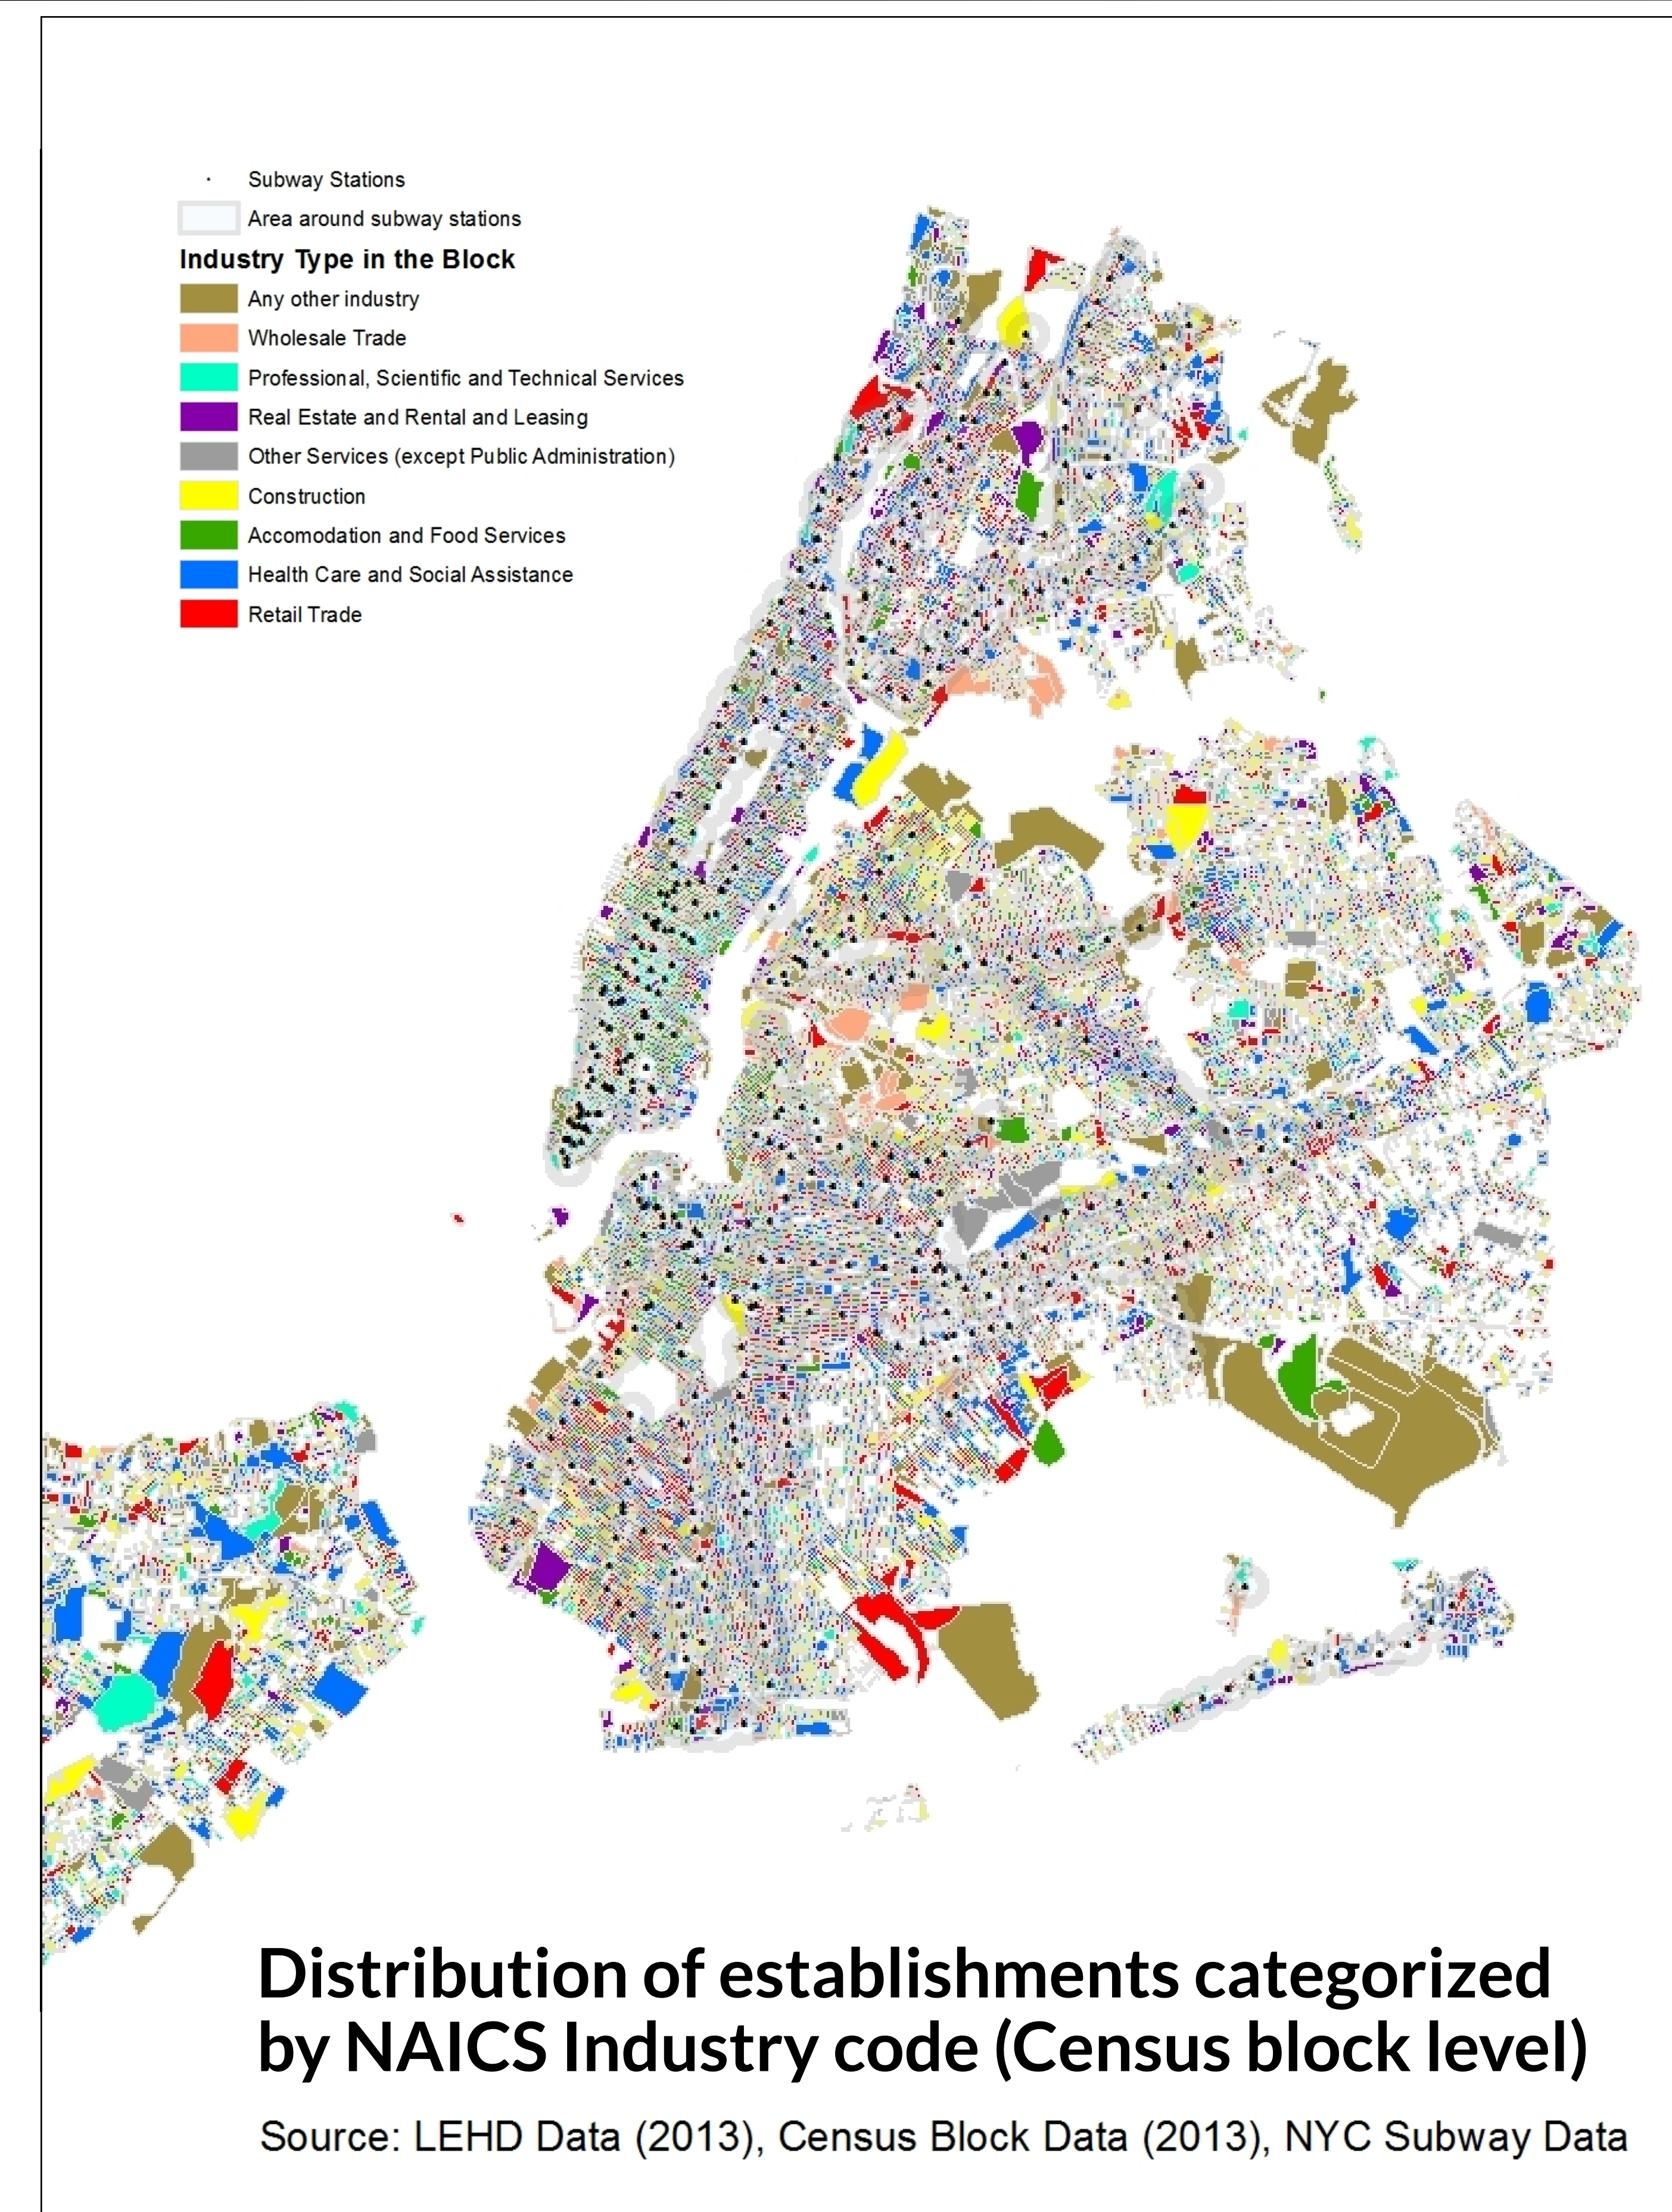 Subway Stations
Area around subway stations
Industry Type in the Block
Any other industry
Wholesale Trade
Professional, Scientific and Technical Services
Real Estate and Rental and Leasing
Other Services (except Public Administration)
Construction
Accomodation and Food Services
Health Care and Social Assistance
Retail Trade
Distribution of establishments categorized
by NAICS Industry code (Census block level)
Source: LEHD Data (2013), Census Block Data (2013), NYC Subway Data